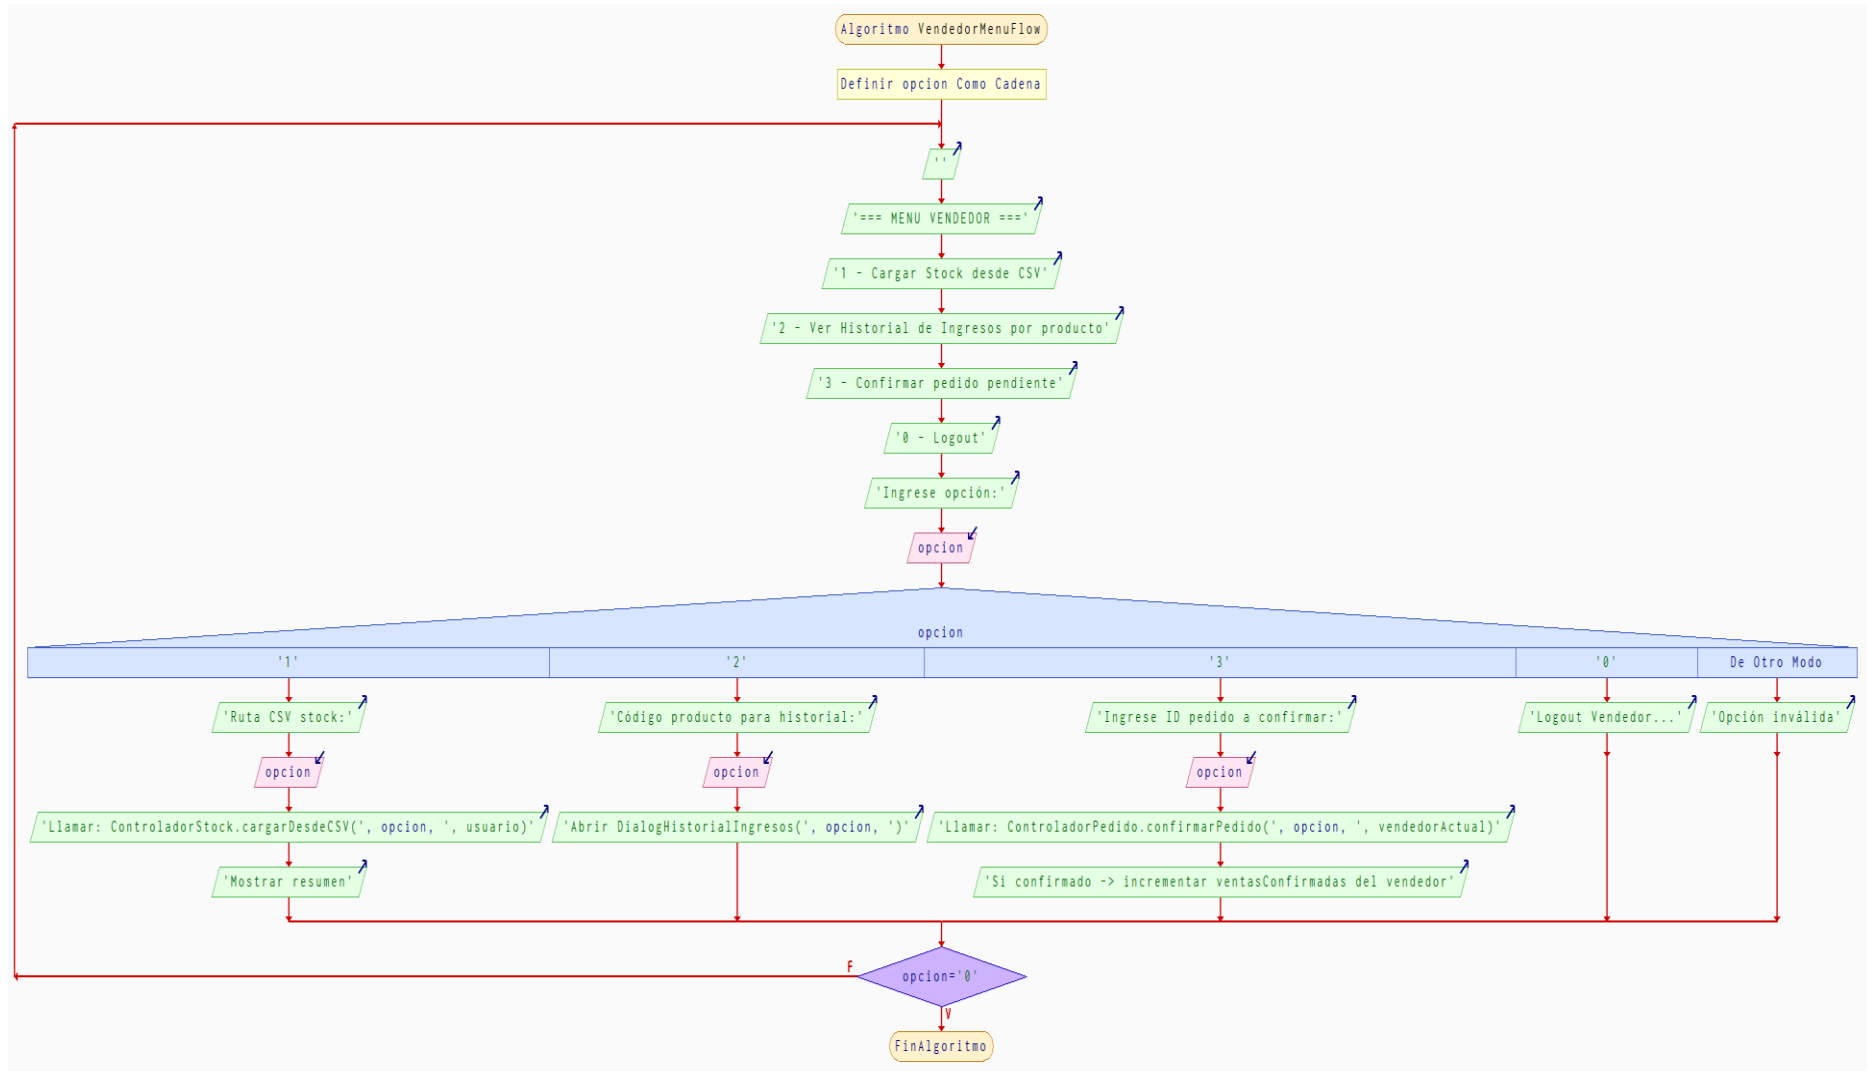 Algoritmo VendedorMenuFlow
Definir opcion Como Cadena
''
'=== MENU VENDEDOR ==='
'1 - Cargar Stock desde CSV'
'2 - Ver Historial de Ingresos por producto'
'3 - Confirmar pedido pendiente'
'0 - Logout'
'Ingrese opción:'
opcion
opcion
'1'
'2'
'3'
'0'
De Otro Modo
'Ruta CSV stock:'
'Código producto para historial:'
'Ingrese ID pedido a confirmar:'
'Logout Vendedor...'
'Opción inválida'
opcion
opcion
opcion
'Llamar: ControladorStock.cargarDesdeCSV(', opcion, ', usuario)'
'Abrir DialogHistorialIngresos(', opcion, ')'
'Llamar: ControladorPedido.confirmarPedido(', opcion, ', vendedorActual)'
'Mostrar resumen'
'Si confirmado -> incrementar ventasConfirmadas del vendedor'
F
opcion='0'
V
FinAlgoritmo